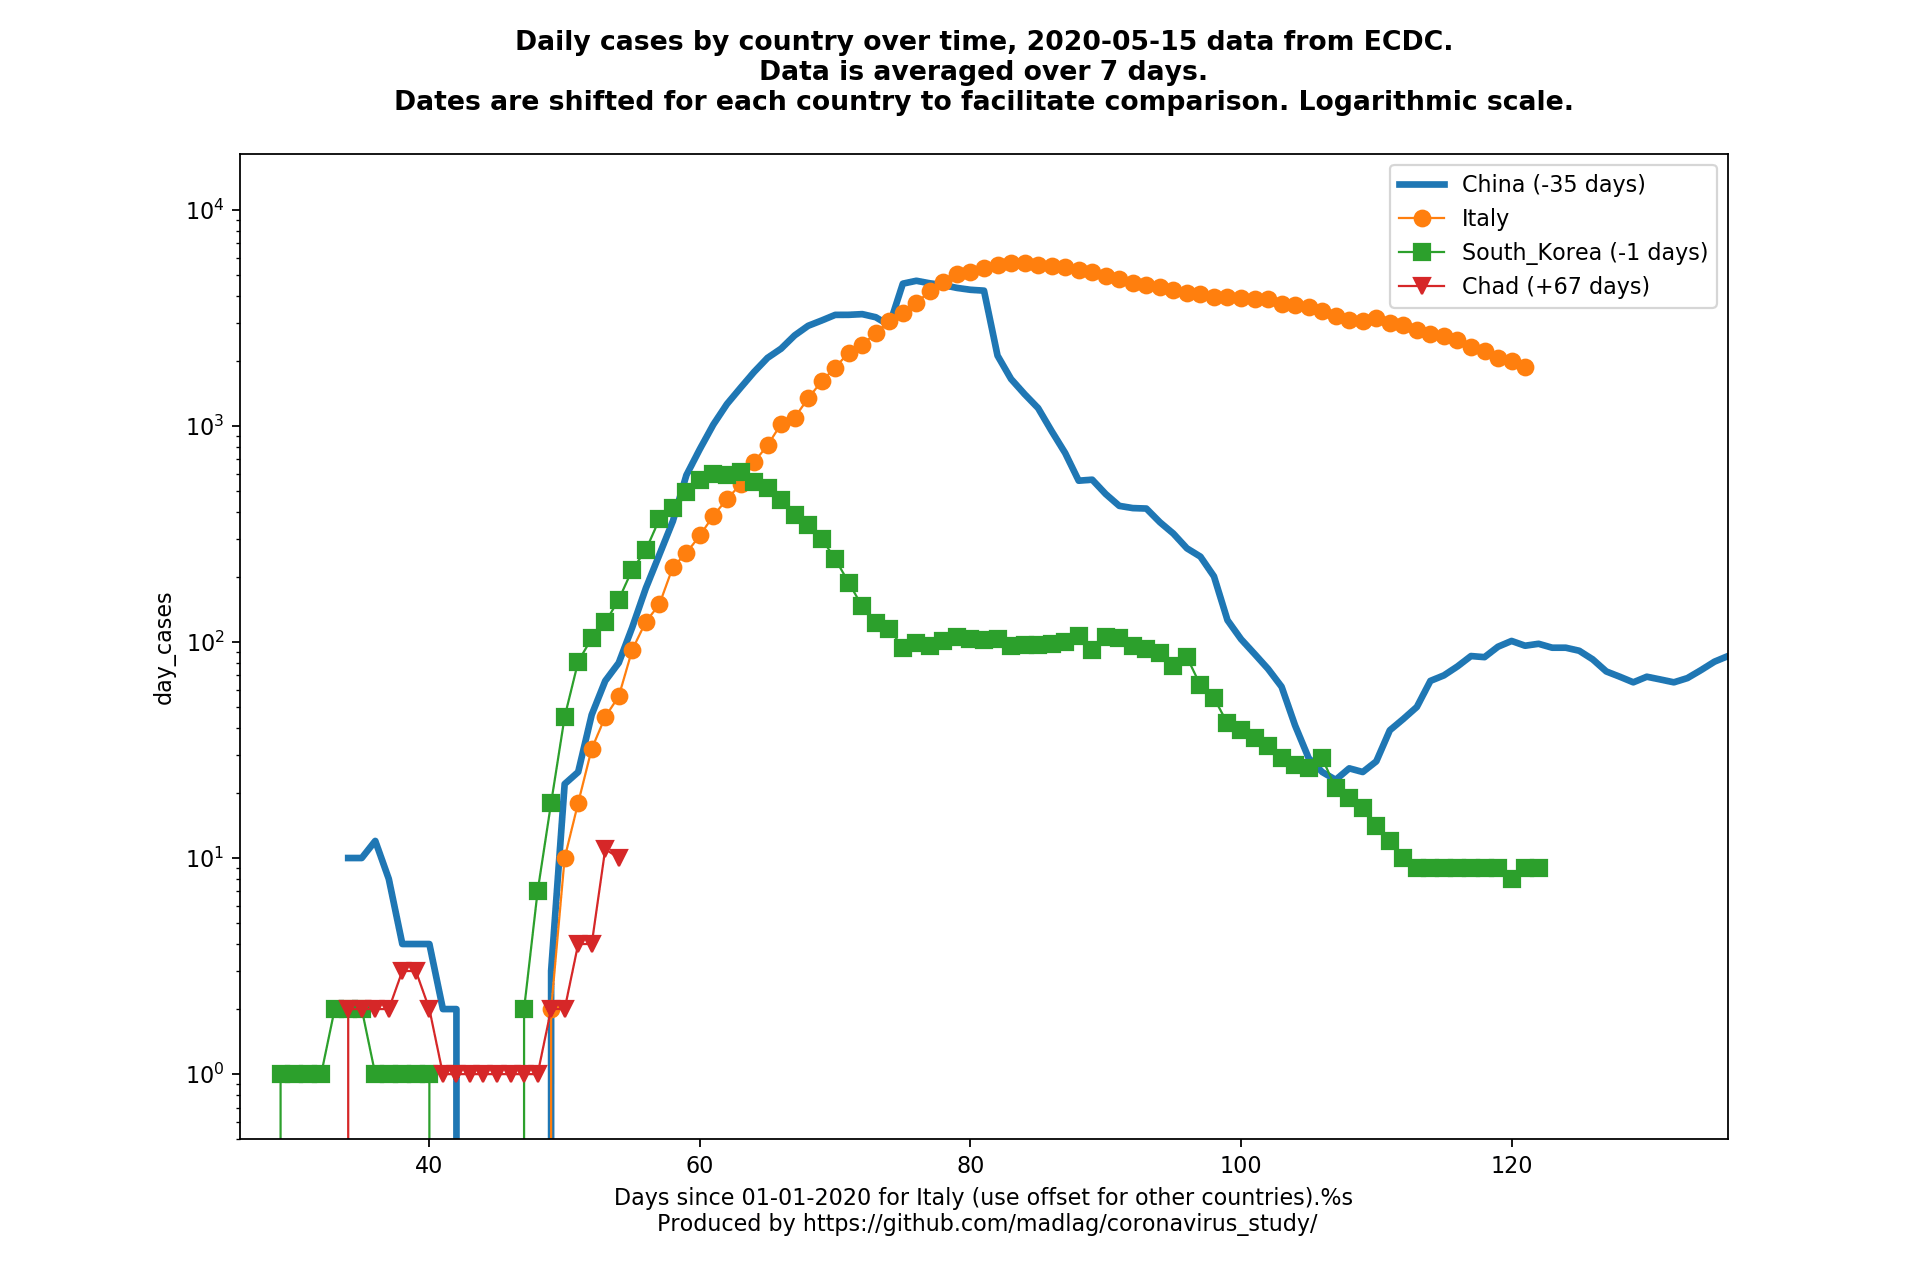 Daily cases by country over time, 2020-05-15 data from ECDC.
Data is averaged over 7 days.
Dates are shifted for each country to facilitate comparison. Logarithmic scale.
China (-35 days)
Italy
South_Korea (-1 days)
Chad (+67 days)
10^4
10^3
10^2
10^1
10^0
day_cases
40 60 80 100 120
Days since 01-01-2020 for Italy (use offset for other countries).%s
Produced by https://github.com/madlag/coronavirus_study/